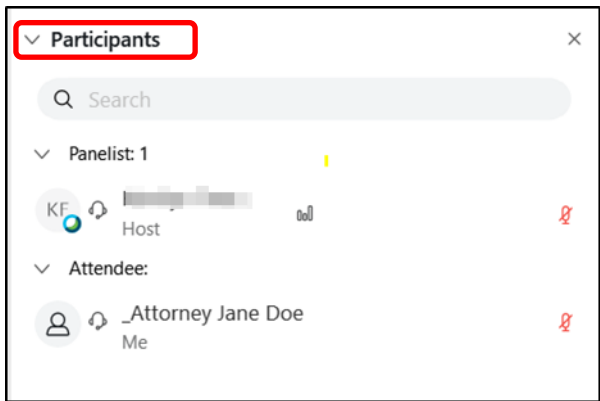 Participants
Search
Panelist: 1
KF
Host
Attendee:
_Attorney Jane Doe
Me